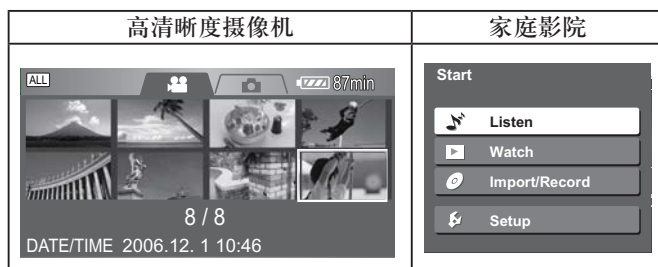 高清晰度摄像机
家庭影院
ALL
87min
8 / 8
DATE/TIME 2006.12. 1 10:46
Start
Listen
Watch
Import/Record
Setup